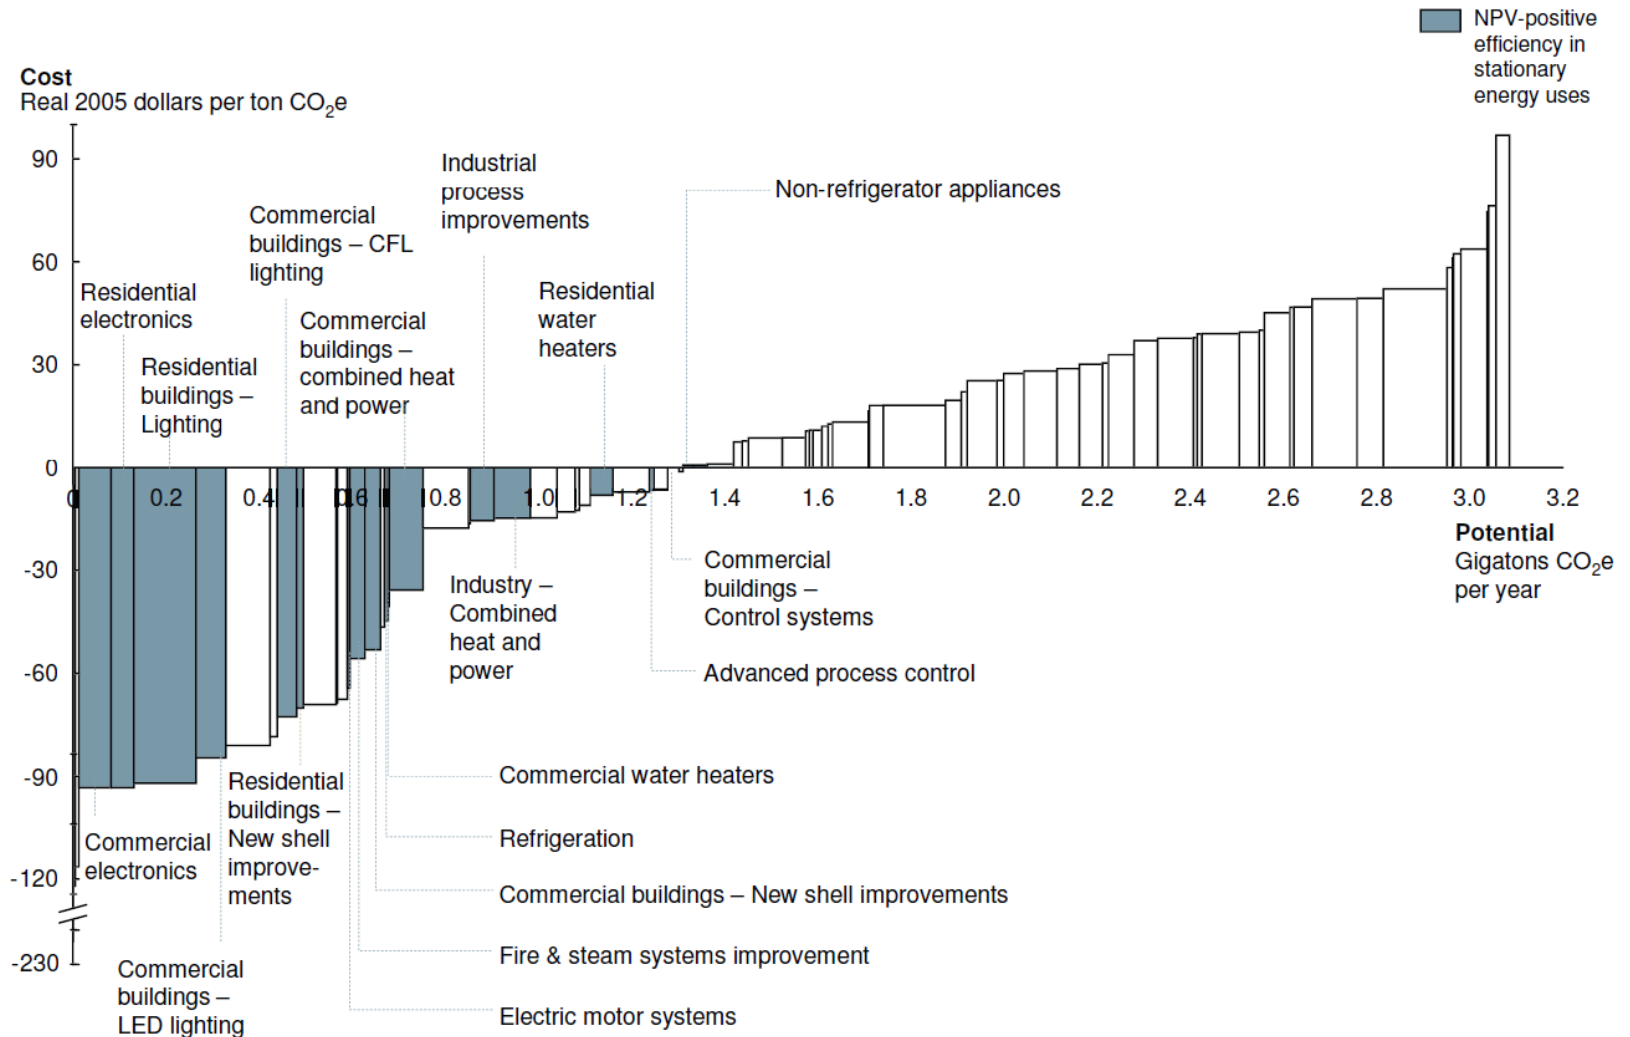 NPV-positive
efficiency in
stationary
energy uses
Cost
Real 2005 dollars per ton CO2e
90
60
30
0
-30
-60
-90
-120
-230
Residential
electronics
Residential
buildings –
Lighting
Commercial
buildings – CFL
lighting
Commercial
buildings –
combined heat
and power
Industrial
process
improvements
Residential
water
heaters
Non-refrigerator appliances
0
0.2
0.4
0.6
0.8
1.0
1.2
1.4
1.6
1.8
2.0
2.2
2.4
2.6
2.8
3.0
3.2
Potential
Gigatons CO2e
per year
Industry –
Combined
heat and
power
Commercial
buildings –
Control systems
Advanced process control
Commercial
electronics
Residential
buildings –
New shell
improve-
ments
Commercial
buildings –
LED lighting
Commercial water heaters
Refrigeration
Commercial buildings – New shell improvements
Fire & steam systems improvement
Electric motor systems